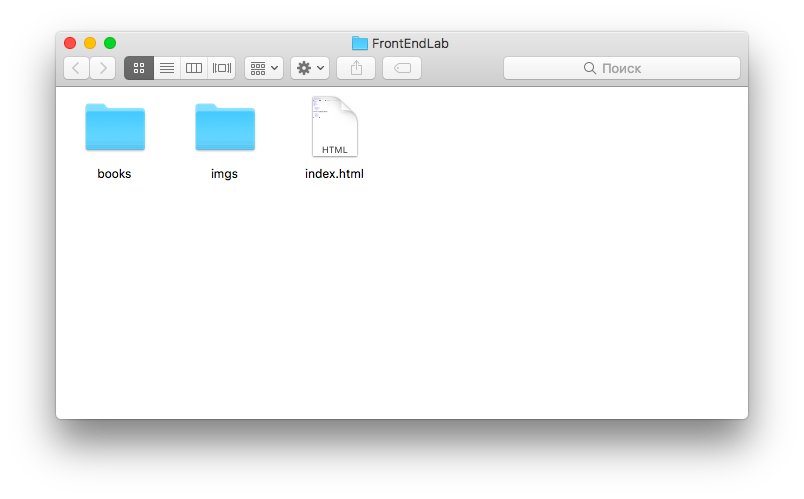 FrontEndLab
Поиск
HTML
books
imgs
index.html